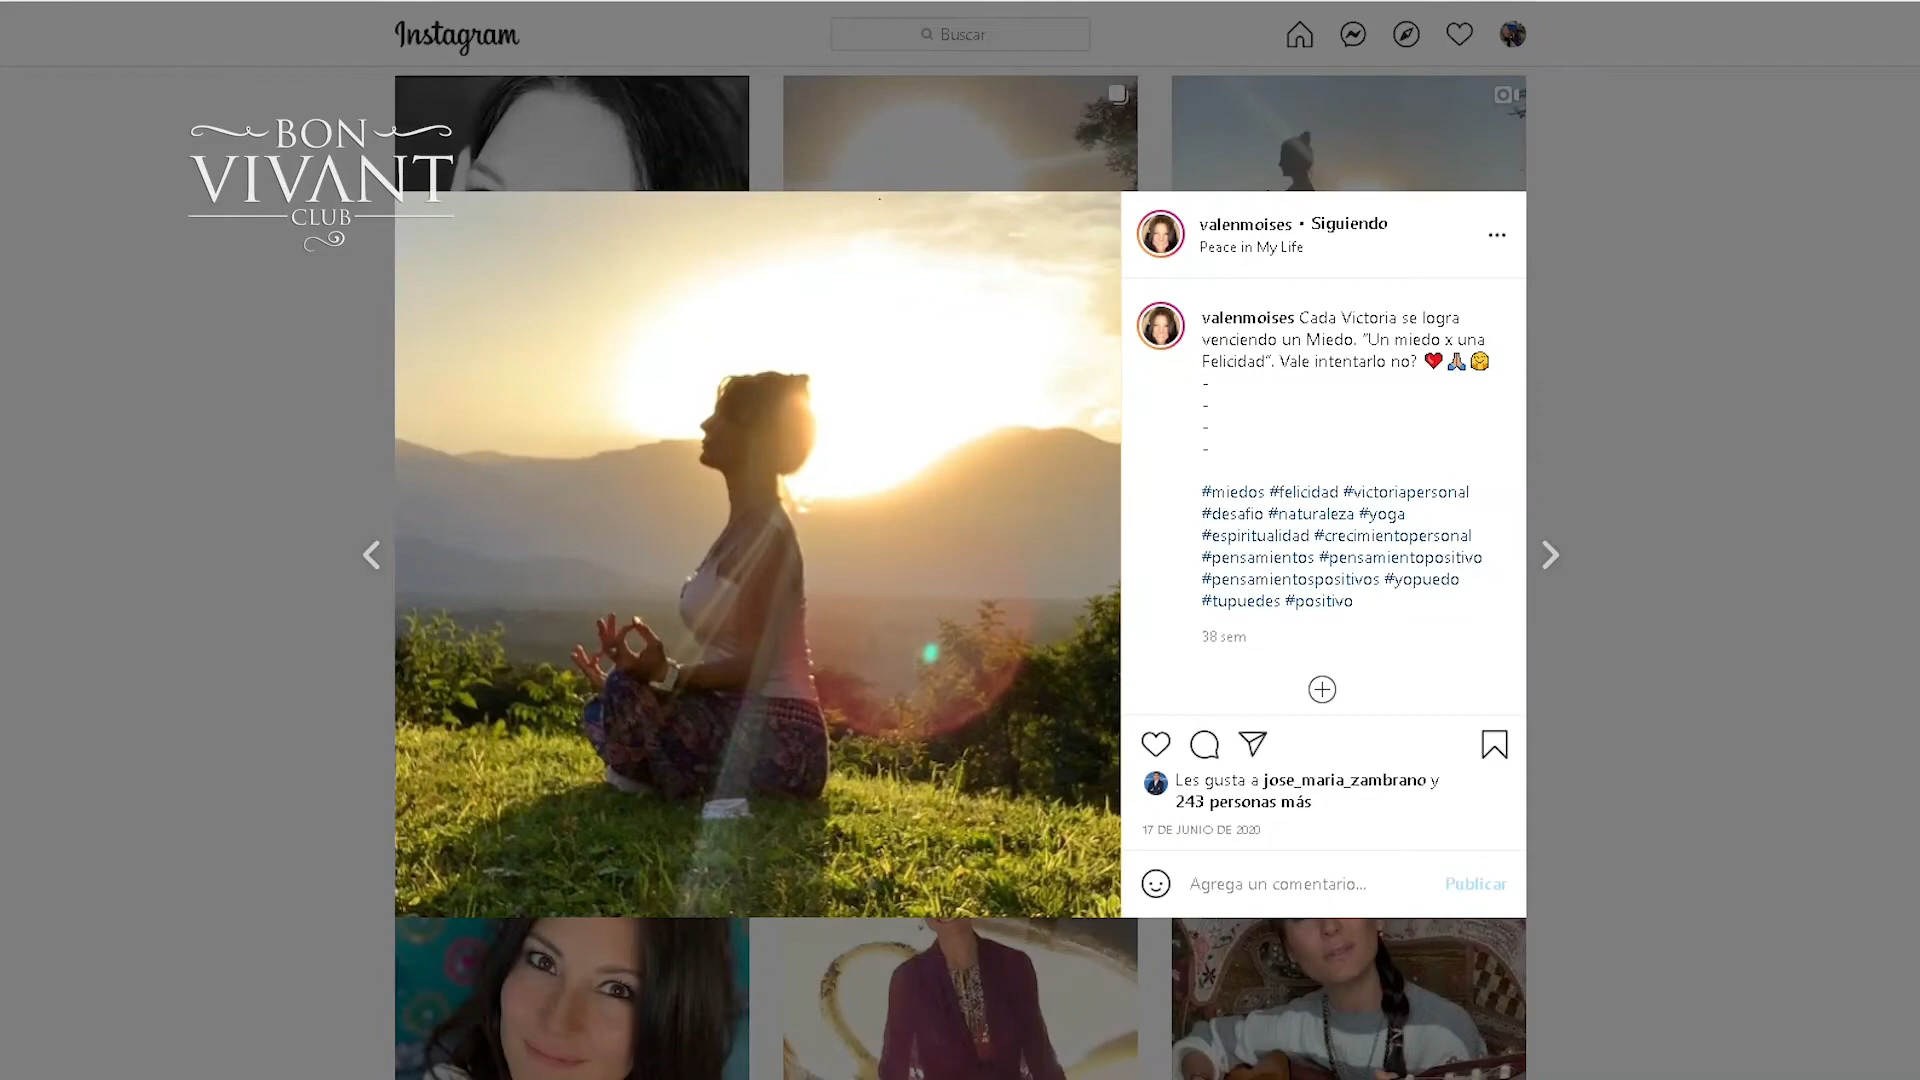 Instagram
Buscar
BON
VIVANT
CLUB
valenmoises • Siguiendo
Peace in My Life
valenmoises Cada Victoria se logra
venciendo un Miedo. "Un miedo x una
Felicidad". Vale intentarlo no? ❤️🙏🏽🤗
-
-
-
-
#miedos #felicidad #victoriapersonal
#desafio #naturaleza #yoga
#espiritualidad #crecimientopersonal
#pensamientos #pensamientopositivo
#pensamientospositivos #yopuedo
#tupuedes #positivo
38 sem
Les gusta a jose_maria_zambrano y
243 personas más
17 DE JUNIO DE 2020
Agrega un comentario...
Publicar